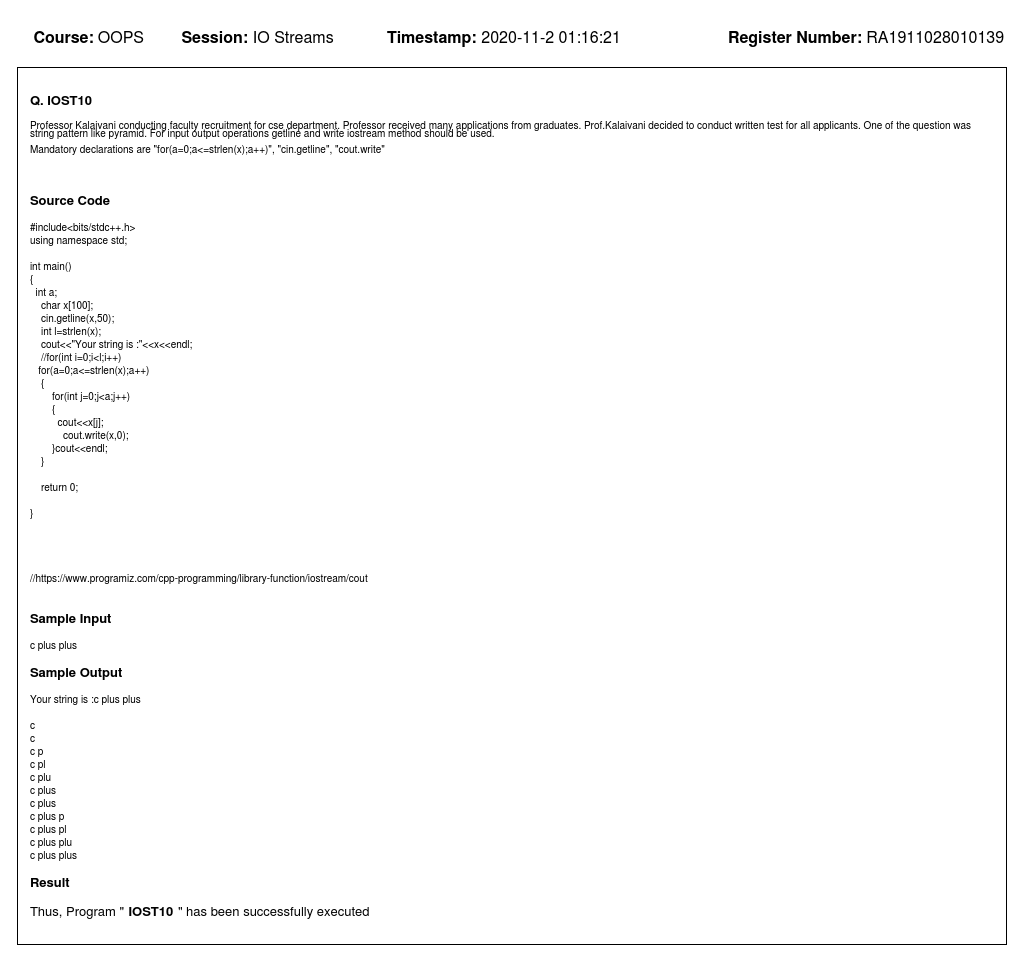 Course: OOPS Session: IO Streams Timestamp: 2020-11-2 01:16:21 Register Number: RA1911028010139
Q. IOST10
Professor Kalaivani conducting faculty recruitment for cse department. Professor received many applications from graduates. Prof.Kalaivani decided to conduct written test for all applicants. One of the question was
string pattern like pyramid. For input output operations getline and write iostream method should be used.
Mandatory declarations are "for(a=0;a<=strlen(x);a++)", "cin.getline", "cout.write"
Source Code
#include<bits/stdc++.h>
using namespace std;
int main()
{
int a;
char x[100];
cin.getline(x,50);
int l=strlen(x);
cout<<"Your string is :"<<x<<endl;
//for(int i=0;i<l;i++)
for(a=0;a<=strlen(x);a++)
{
for(int j=0;j<a;j++)
{
cout<<x[j];
cout.write(x,0);
}cout<<endl;
}
return 0;
}
//https://www.programiz.com/cpp-programming/library-function/iostream/cout
Sample Input
c plus plus
Sample Output
Your string is :c plus plus
c
c
c p
c pl
c plu
c plus
c plus
c plus p
c plus pl
c plus plu
c plus plus
Result
Thus, Program " IOST10 " has been successfully executed